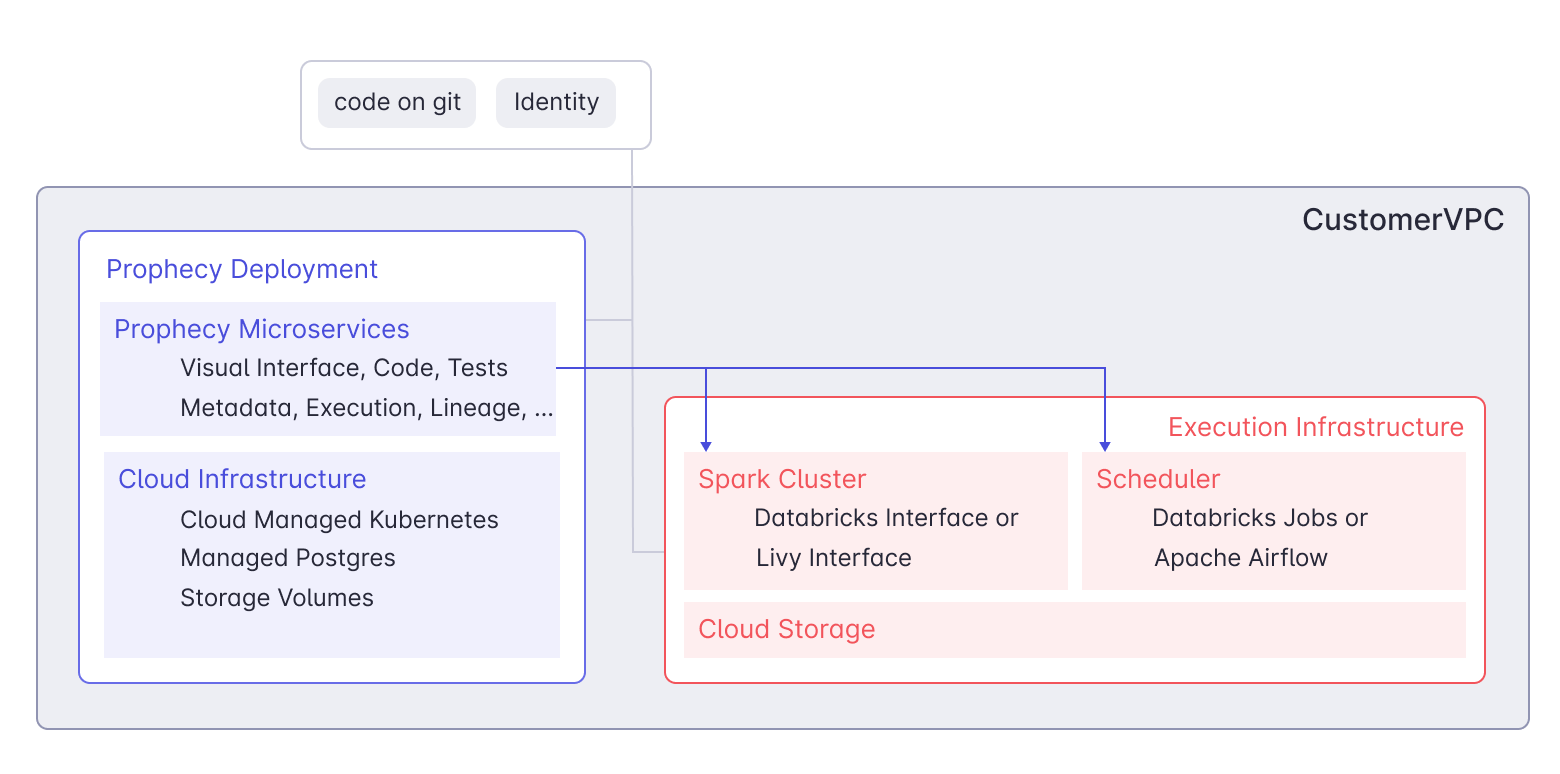 code on git
Identity
CustomerVPC
Prophecy Deployment
Prophecy Microservices
Visual Interface, Code, Tests
Metadata, Execution, Lineage, ...
Cloud Infrastructure
Cloud Managed Kubernetes
Managed Postgres
Storage Volumes
Execution Infrastructure
Spark Cluster
Databricks Interface or
Livy Interface
Scheduler
Databricks Jobs or
Apache Airflow
Cloud Storage